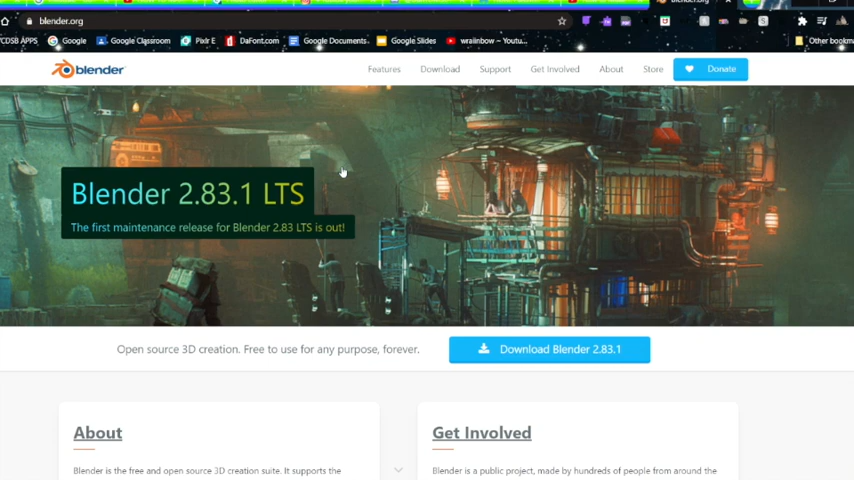 blender.org
Google
Google Classroom
Pixlr E
DaFont.com
Google Documents
Google Slides
Other bookma
blender
Features
Download
Support
Get Involved
About
Store
Donate
Blender 2.83.1 LTS
The first maintenance release for Blender 2.83 LTS is out!
Open source 3D creation. Free to use for any purpose, forever.
Download Blender 2.83.1
About
Get Involved
Blender is the free and open source 3D creation suite. It supports the
Blender is a public project, made by hundreds of people from around the